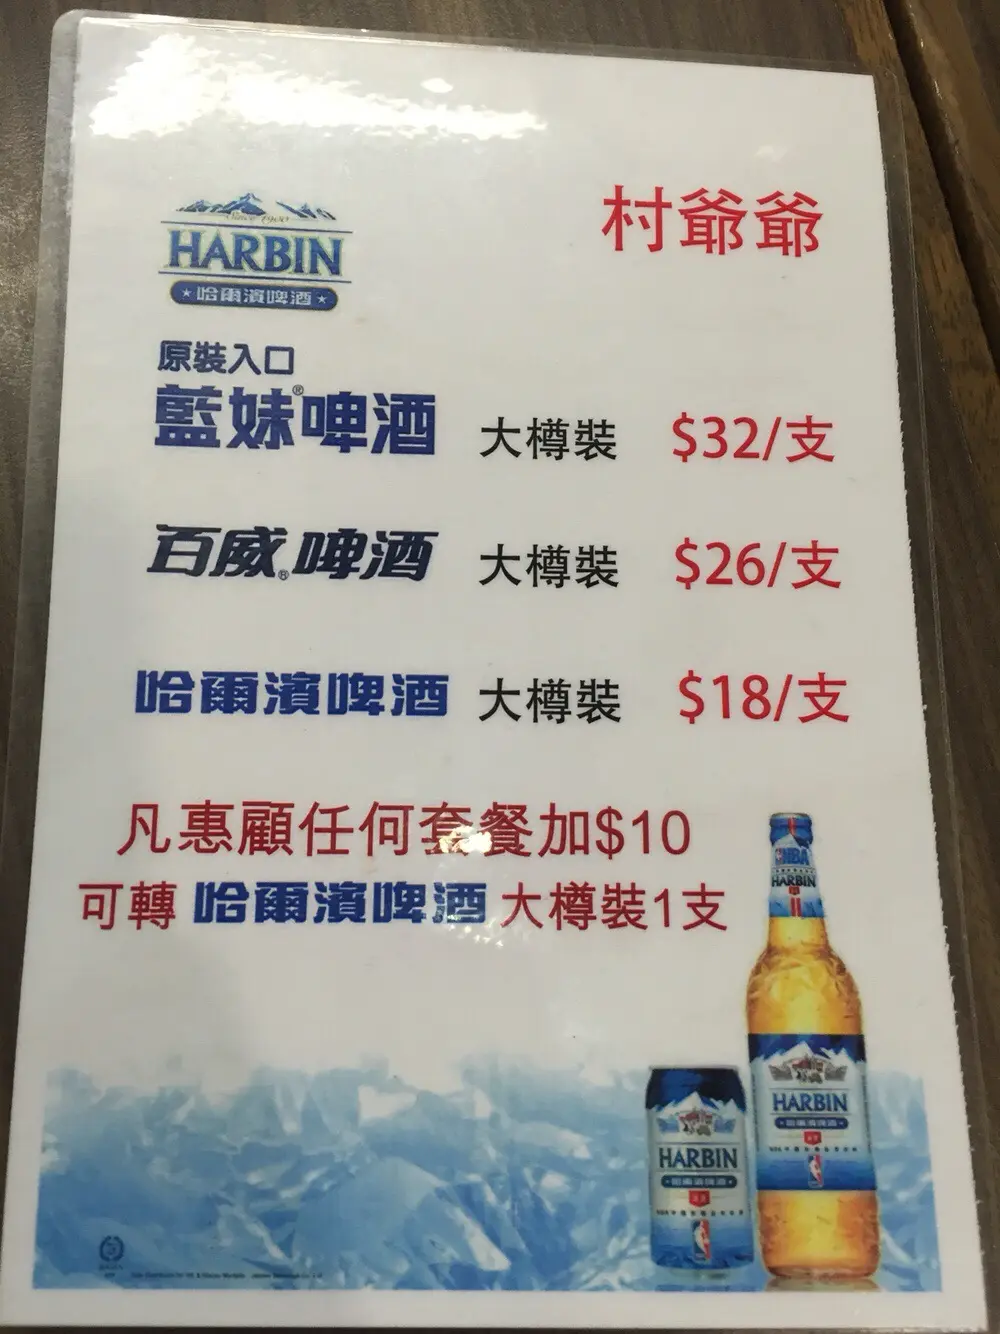 村爺爺
Since 1900
HARBIN
★哈爾濱啤酒★
原裝入口
藍妹®啤酒 大樽裝 $32/支
百威®啤酒 大樽裝 $26/支
哈爾濱啤酒 大樽裝 $18/支
凡惠顧任何套餐加$10
可轉 哈爾濱啤酒 大樽裝1支
NBA
HARBIN
HARBIN
哈爾濱啤酒
HARBIN
哈爾濱啤酒